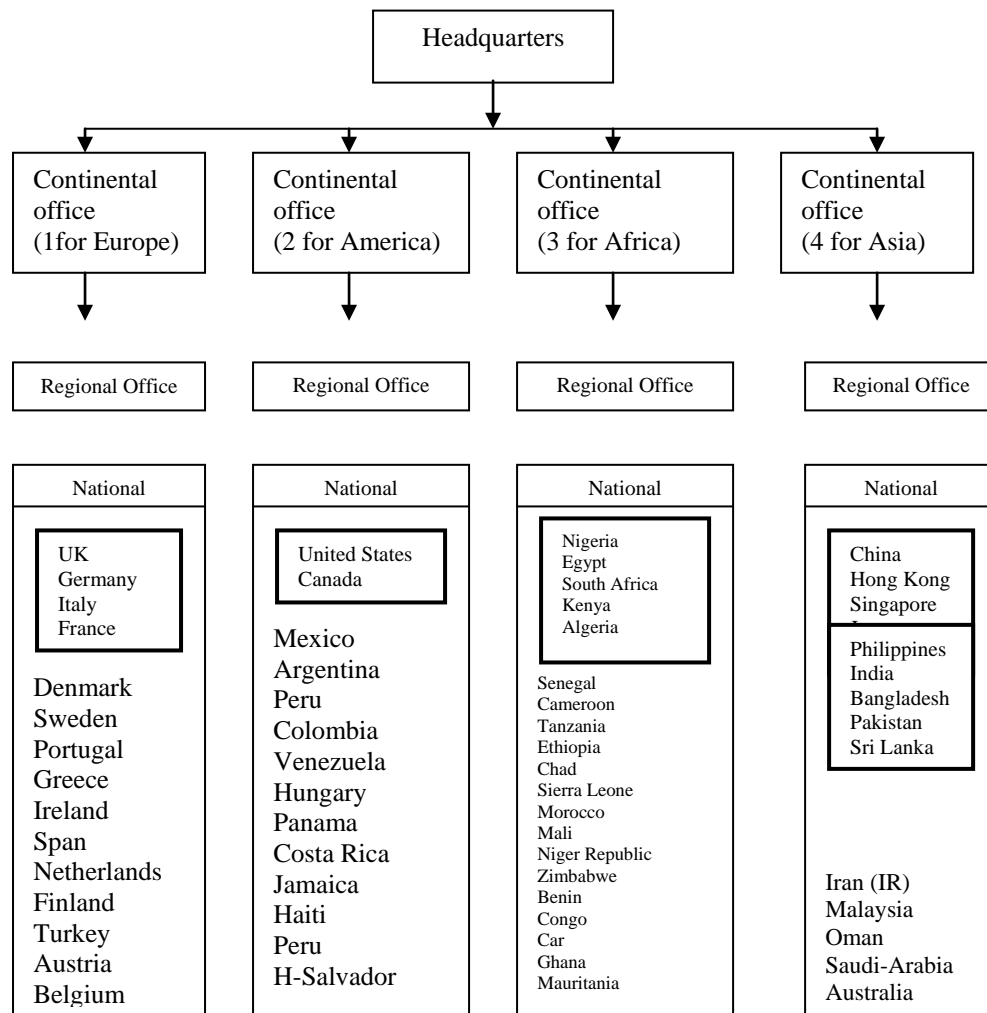 Headquarters
Continental
office
(1for Europe)
Continental
office
(2 for America)
Continental
office
(3 for Africa)
Continental
office
(4 for Asia)
Regional Office
Regional Office
Regional Office
Regional Office
National
UK
Germany
Italy
France
Denmark
Sweden
Portugal
Greece
Ireland
Span
Netherlands
Finland
Turkey
Austria
Belgium
National
United States
Canada
Mexico
Argentina
Peru
Colombia
Venezuela
Hungary
Panama
Costa Rica
Jamaica
Haiti
Peru
H-Salvador
National
Nigeria
Egypt
South Africa
Kenya
Algeria
Senegal
Cameroon
Tanzania
Ethiopia
Chad
Sierra Leone
Morocco
Mali
Niger Republic
Zimbabwe
Benin
Congo
Car
Ghana
Mauritania
National
China
Hong Kong
Singapore
Philippines
India
Bangladesh
Pakistan
Sri Lanka
Iran (IR)
Malaysia
Oman
Saudi-Arabia
Australia